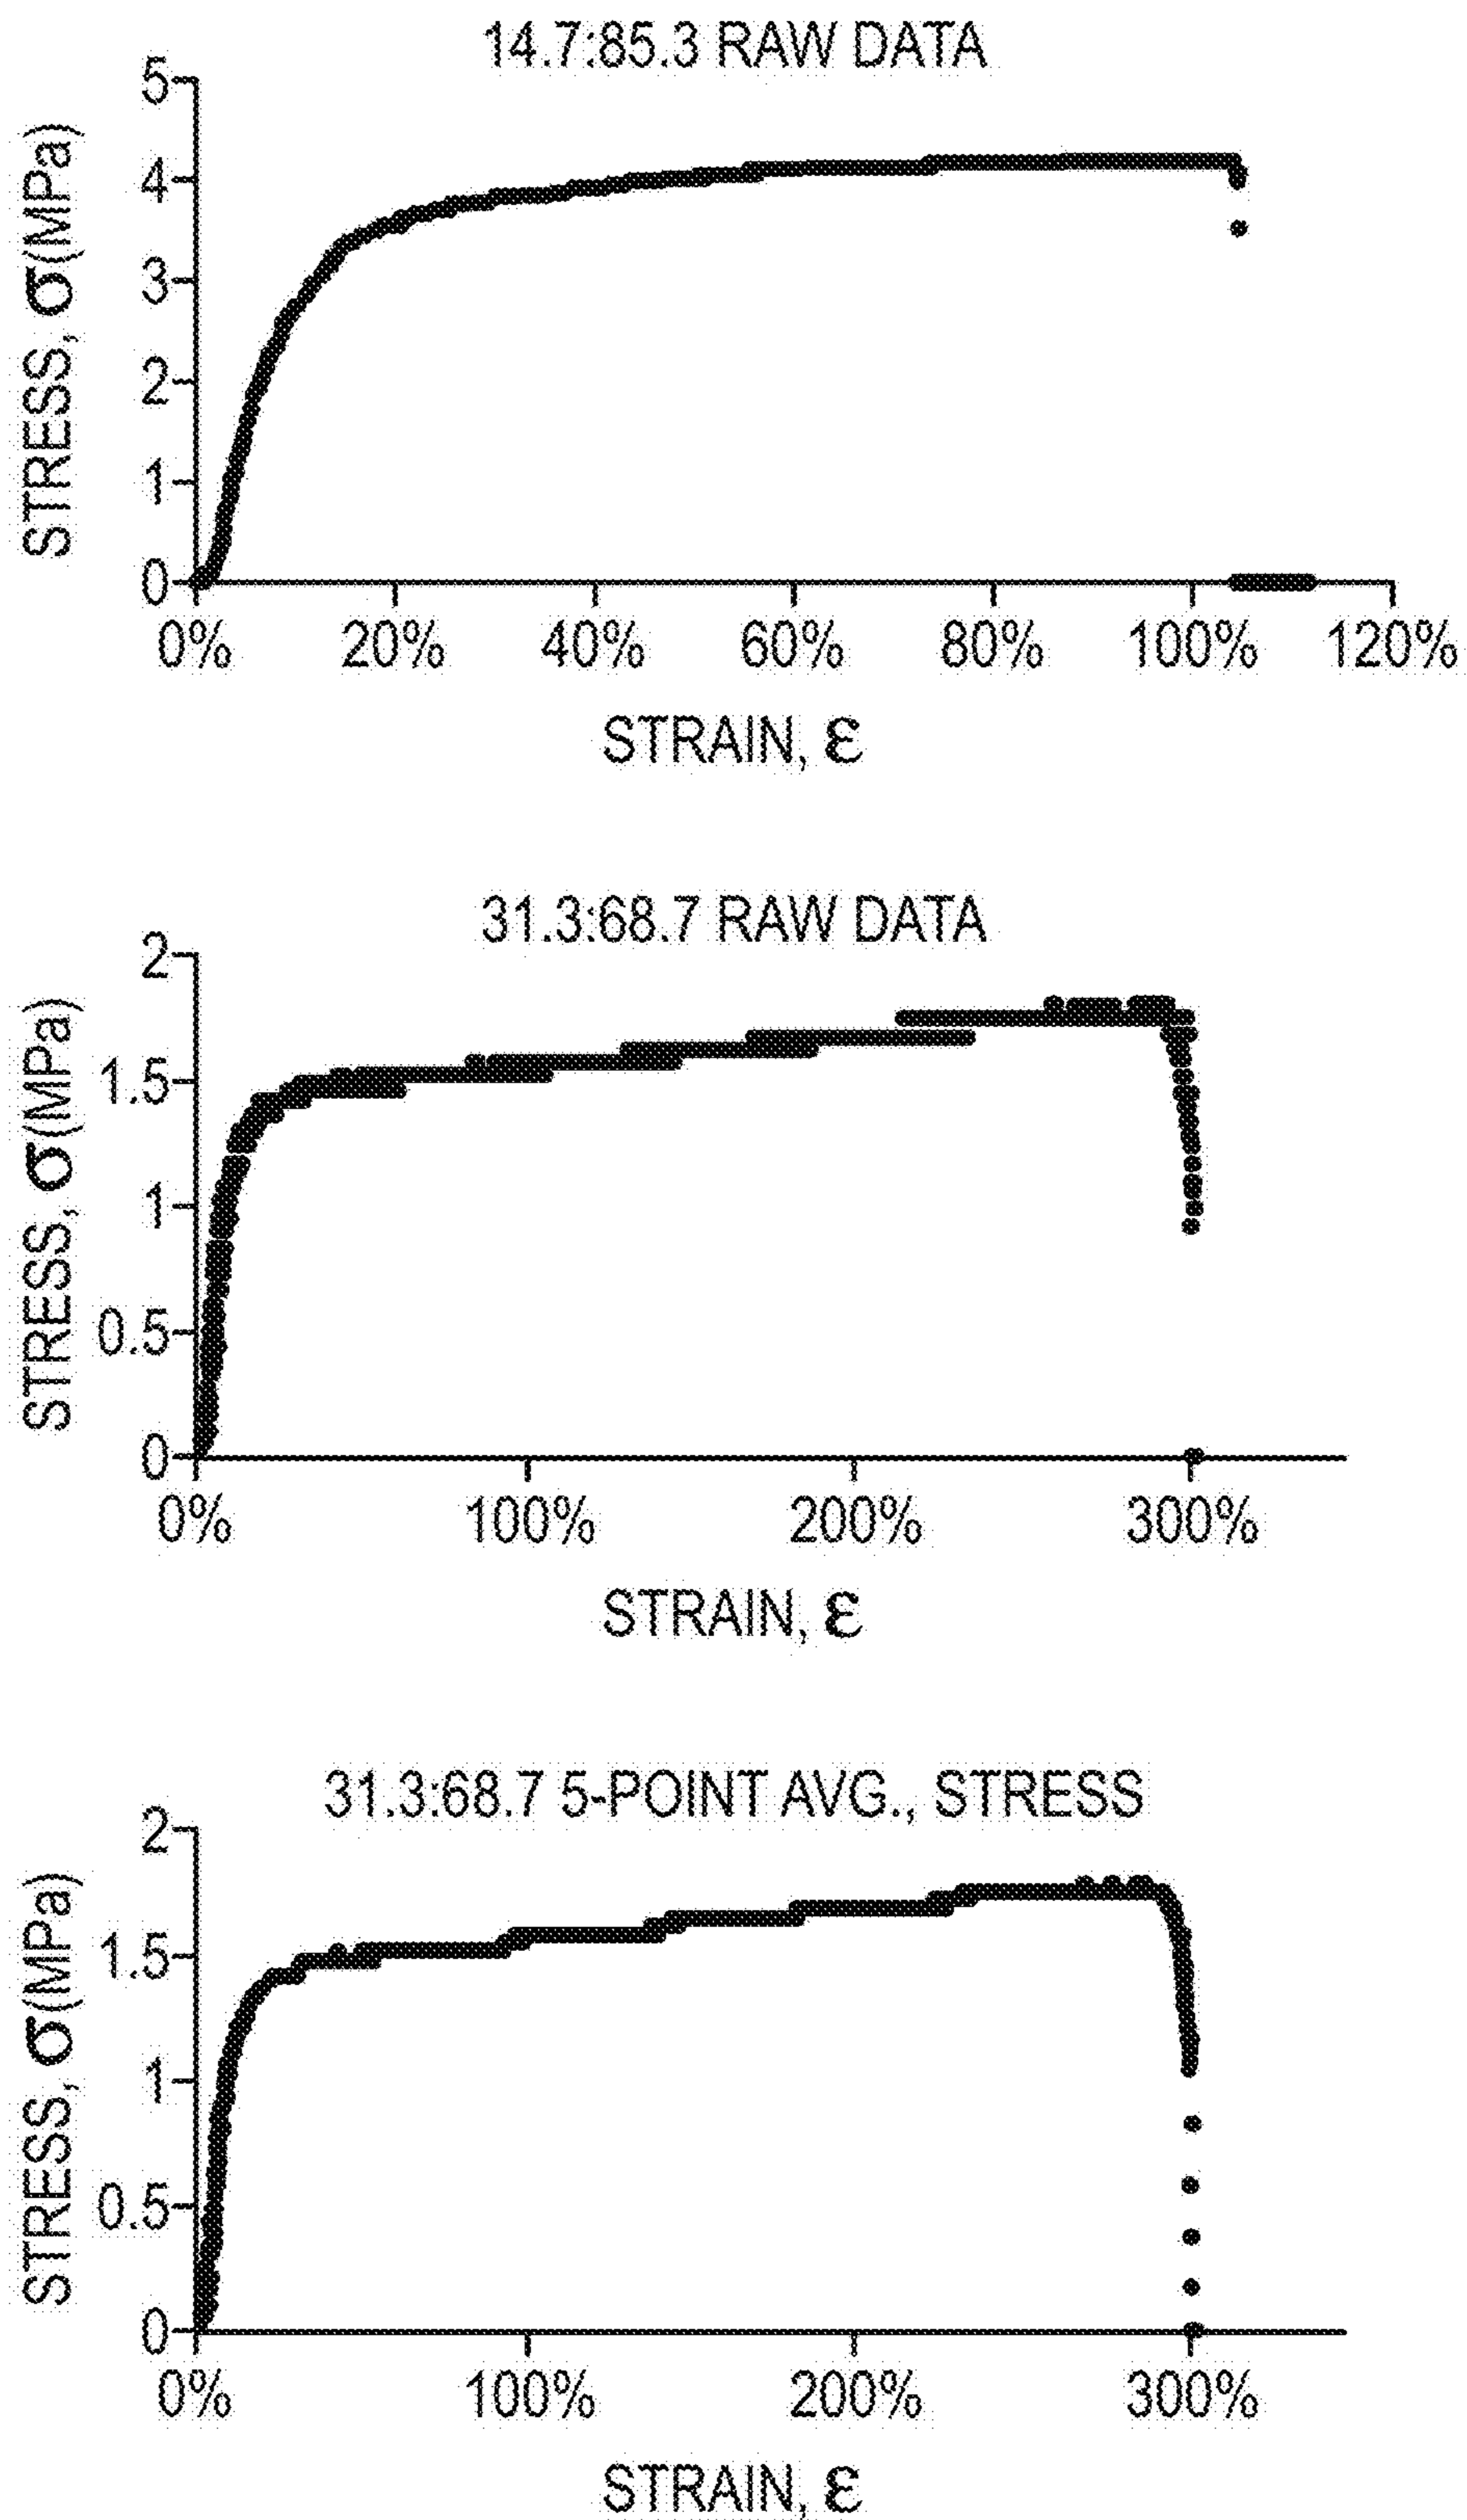 14.7:85.3 RAW DATA
STRESS, σ(MPa)
5
4
3
2
1
0
0% 20% 40% 60% 80% 100% 120%
STRAIN, ε
31.3:68.7 RAW DATA
STRESS, σ(MPa)
2
1.5
1
0.5
0
0% 100% 200% 300%
STRAIN, ε
31.3:68.7 5-POINT AVG., STRESS
STRESS, σ(MPa)
2
1.5
1
0.5
0
0% 100% 200% 300%
STRAIN, ε